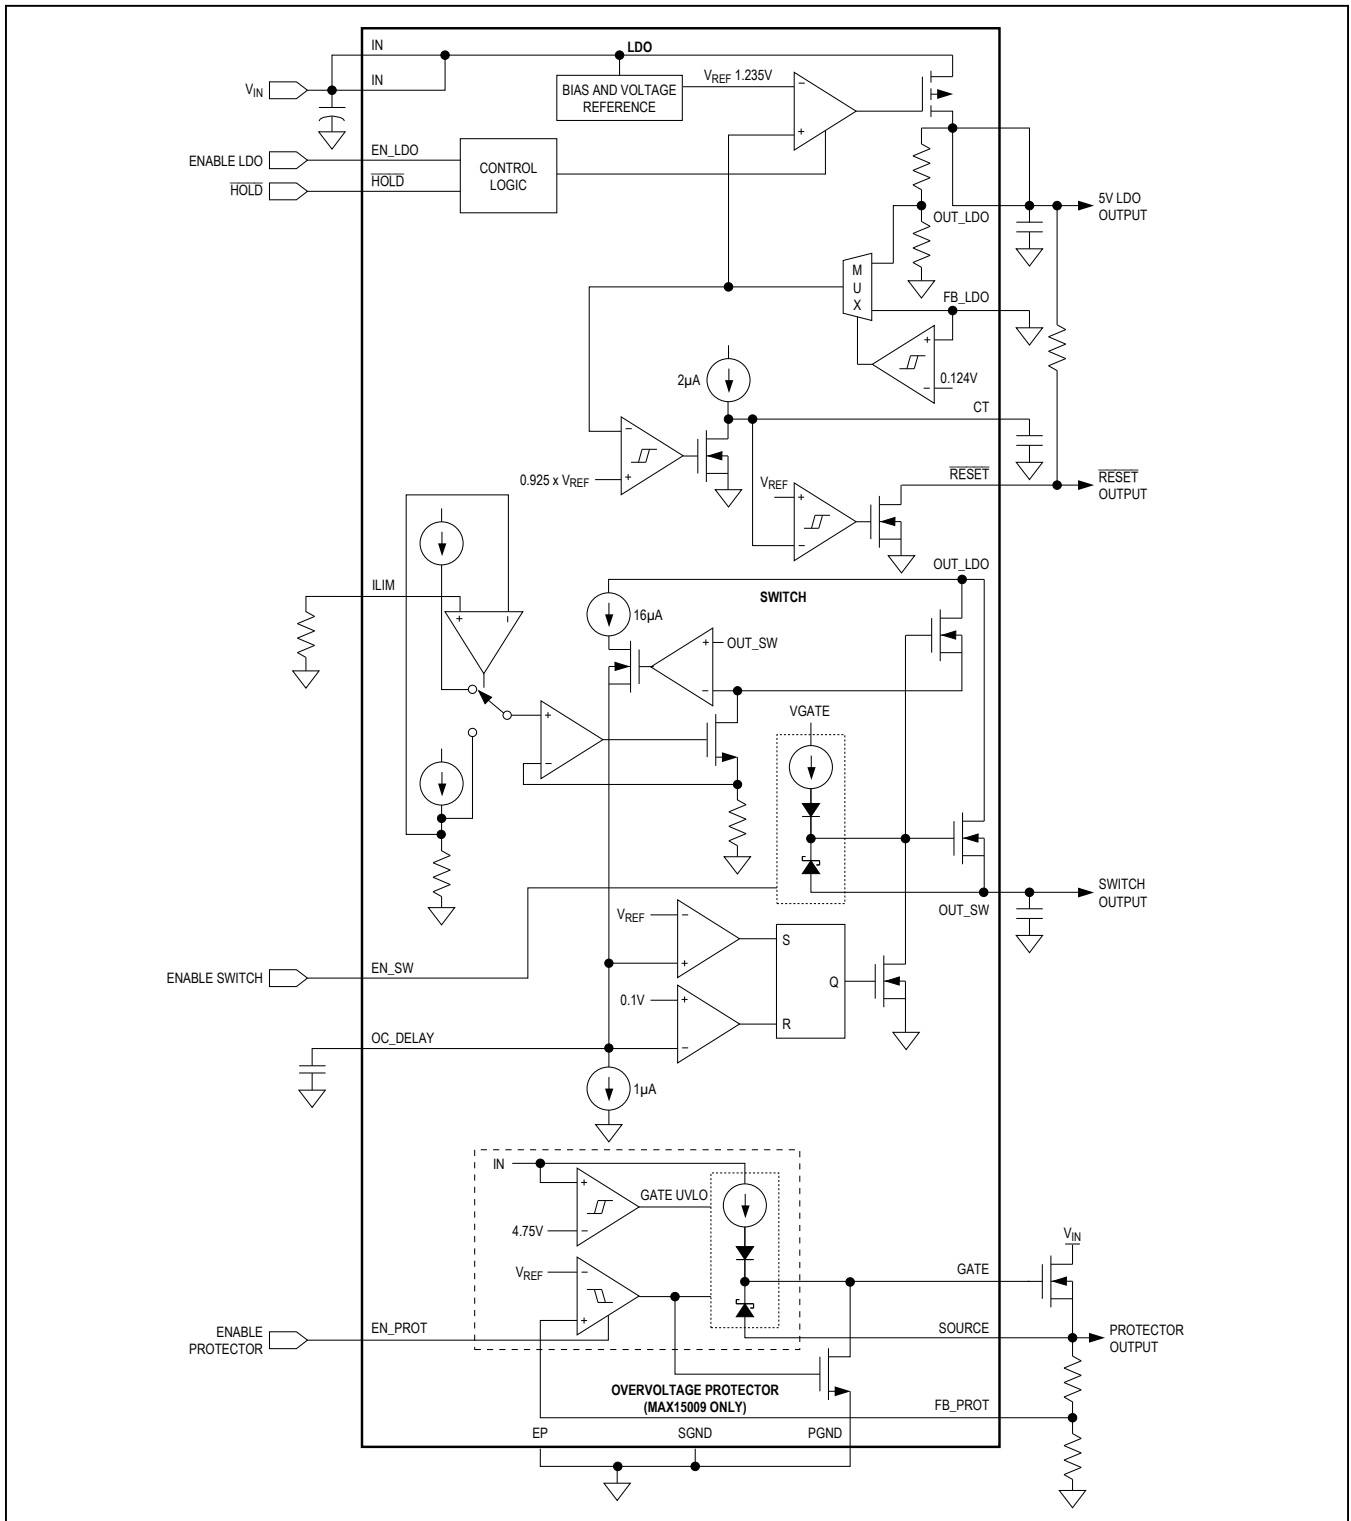 IN
LDO
IN
VIN
BIAS AND VOLTAGE
REFERENCE
VREF 1.235V
−
+
ENABLE LDO
EN_LDO
HOLD
HOLD
CONTROL
LOGIC
5V LDO
OUTPUT
OUT_LDO
M
U
X
FB_LDO
+
−
0.124V
2µA
CT
−
+
0.925 x VREF
VREF
+
−
RESET
RESET
OUTPUT
OUT_LDO
ILIM
+
−
SWITCH
16µA
+
OUT_SW
−
VGATE
+
−
SWITCH
OUTPUT
OUT_SW
VREF
−
+
S
Q
R
ENABLE SWITCH
EN_SW
0.1V
+
−
OC_DELAY
1µA
IN
+
GATE UVLO
4.75V
−
VREF
−
+
VIN
GATE
ENABLE
PROTECTOR
EN_PROT
SOURCE
PROTECTOR
OUTPUT
OVERVOLTAGE PROTECTOR
(MAX15009 ONLY)
FB_PROT
EP
SGND
PGND